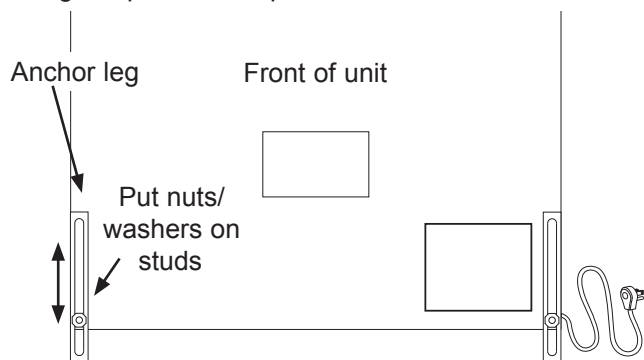 Anchor leg
Front of unit
Put nuts/
washers on
studs